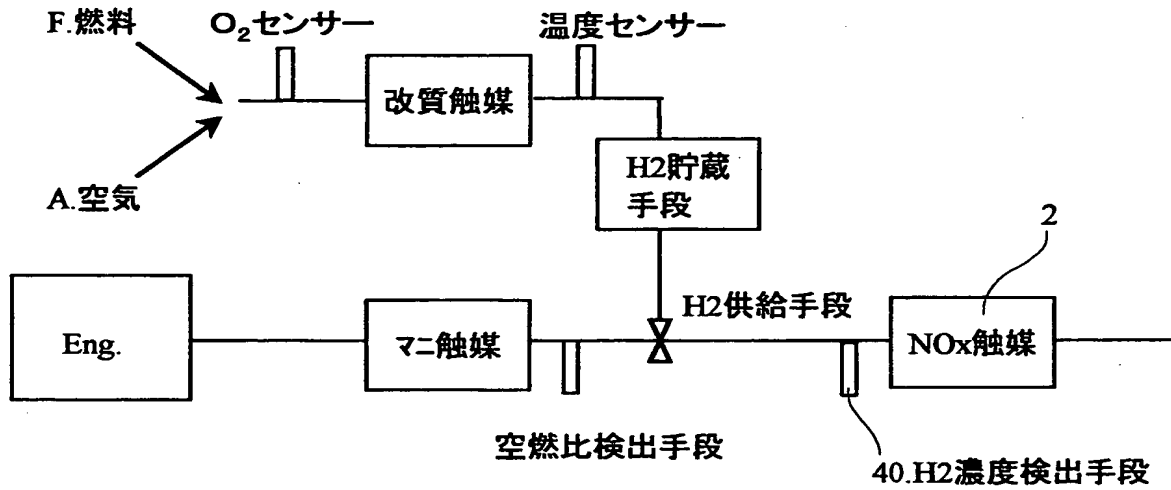 F.燃料
O₂センサー
温度センサー
改質触媒
A.空気
H2貯蔵
手段
2
H2供給手段
Eng.
マニ触媒
NOx触媒
空燃比検出手段
40.H2濃度検出手段